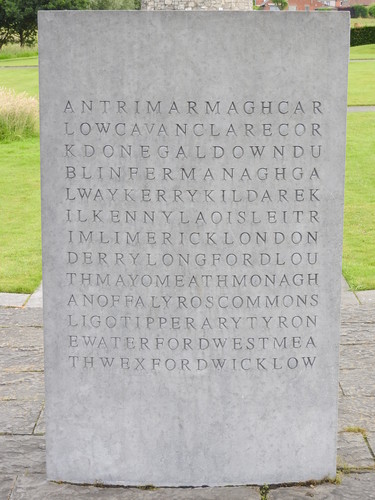 ANTRIMARMAGHCAR
LOWCAVANCLARECOR
KDONEGALDOWNDU
BLINFERMANAGHGA
LWAYKERRYKILDAREK
ILKENNYLAOISLEITR
IMLIMERICKLONDON
DERRYLONGFORDLOU
THMAYOMEATHMONAGH
ANOFFALYROSCOMMONS
LIGOTIPPERARYTYRON
EWATERFORDWESTMEA
THWEXFORDWICKLOW